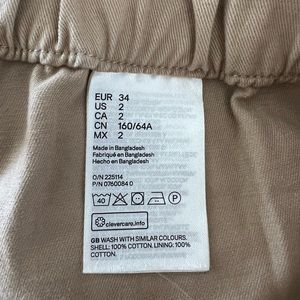 EUR 34
US 2
CA 2
CN 160/64A
MX 2
Made in Bangladesh
Fabriqué en Bangladesh
Hecho en Bangladesh
O/N 225114
P/N 0760084 0
40 P
clevercare.info
GB WASH WITH SIMILAR COLOURS.
SHELL: 100% COTTON. LINING: 100%
COTTON.